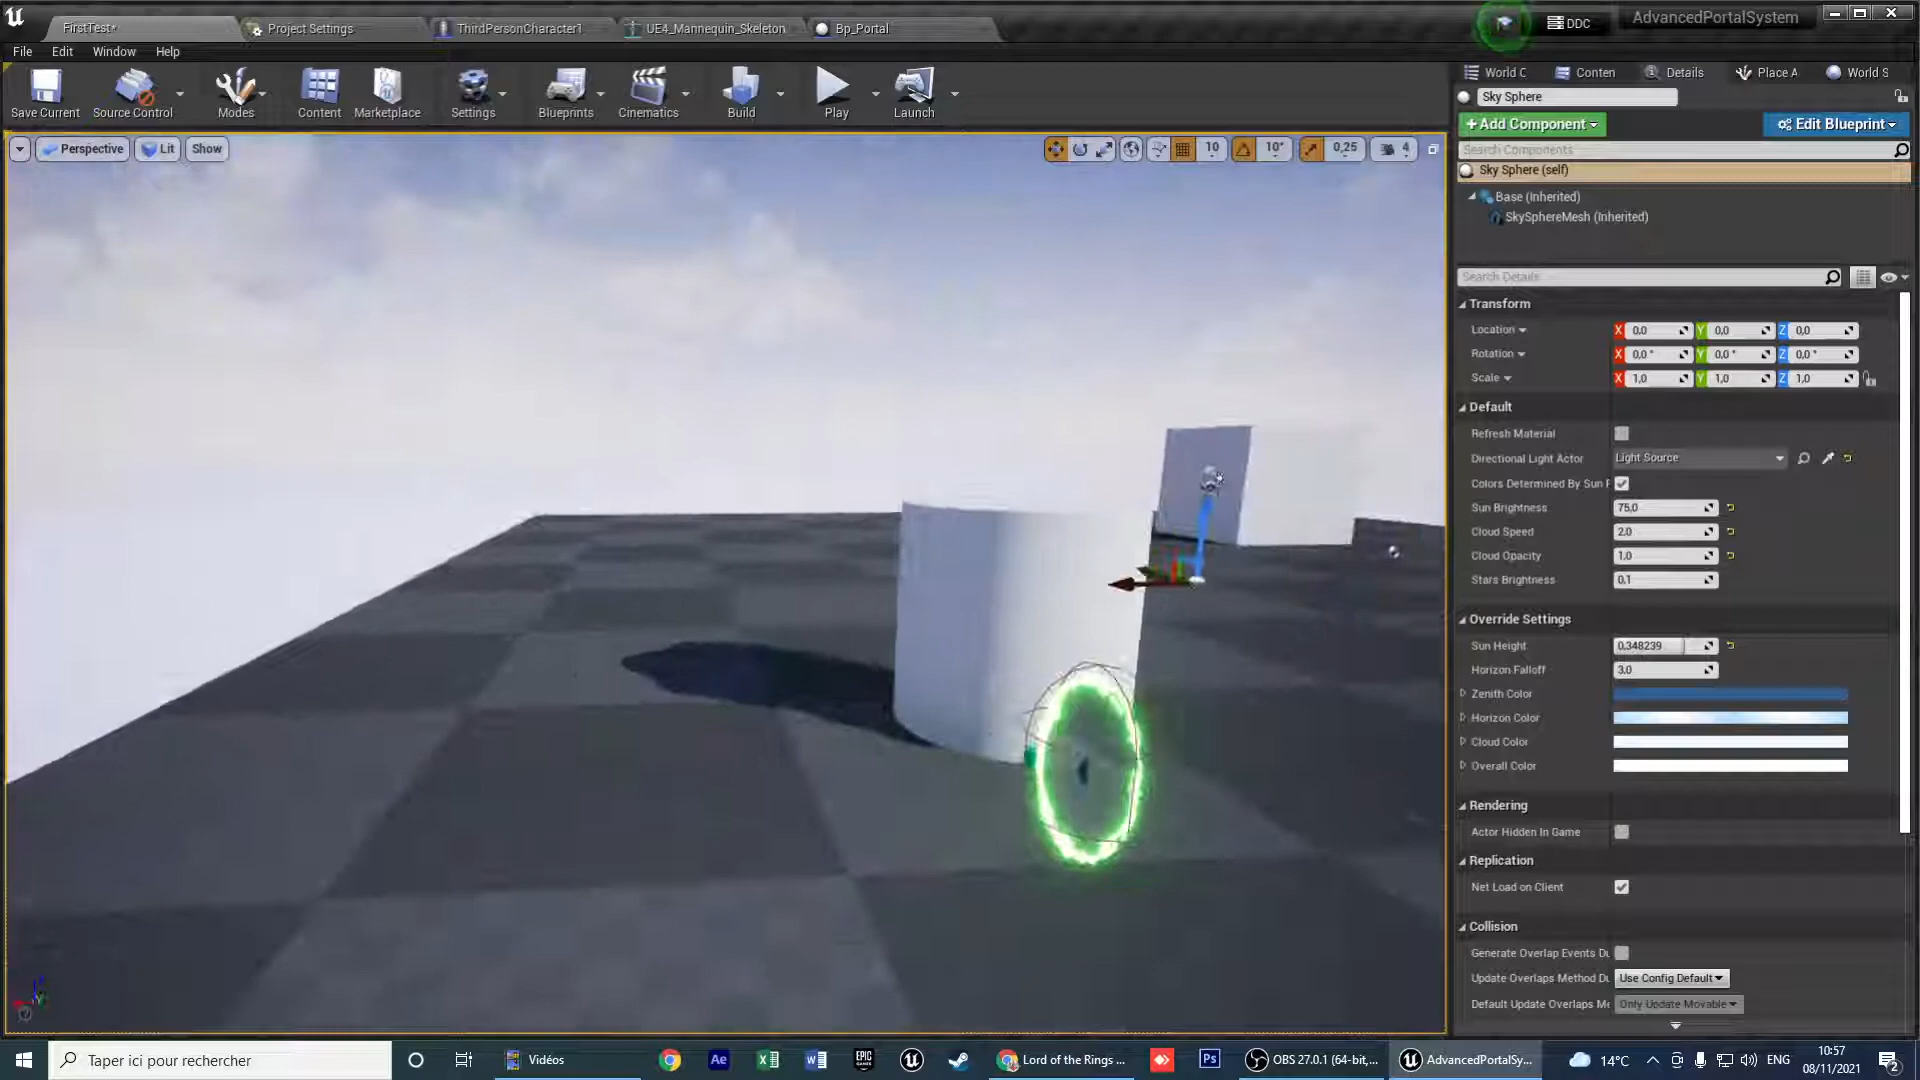 FirstTest*
Project Settings
ThirdPersonCharacter1
UE4_Mannequin_Skeleton
Bp_Portal
DDC
AdvancedPortalSystem
File Edit Window Help
Save Current
Source Control
Modes
Content
Marketplace
Settings
Blueprints
Cinematics
Build
Play
Launch
World C
Conten
Details
Place A
World S
Sky Sphere
+Add Component
Edit Blueprint
Search Components
Sky Sphere (self)
Base (Inherited)
SkySphereMesh (Inherited)
Perspective
Lit
Show
10
10°
0,25
4
Search Details
Transform
Location X 0,0 Y 0,0 Z 0,0
Rotation X 0,0 ° Y 0,0 ° Z 0,0 °
Scale X 1,0 Y 1,0 Z 1,0
Default
Refresh Material
Directional Light Actor Light Source
Colors Determined By Sun P
Sun Brightness 75,0
Cloud Speed 2,0
Cloud Opacity 1,0
Stars Brightness 0,1
Override Settings
Sun Height 0,348239
Horizon Falloff 3,0
Zenith Color
Horizon Color
Cloud Color
Overall Color
Rendering
Actor Hidden In Game
Replication
Net Load on Client
Collision
Generate Overlap Events Du
Update Overlaps Method Du Use Config Default
Default Update Overlaps Me Only Update Movable
Taper ici pour rechercher
Vidéos
Ae
EPIC GAMES
Lord of the Rings ...
Ps
OBS 27.0.1 (64-bit,...
AdvancedPortalSy...
14°C
ENG
10:57
08/11/2021
2